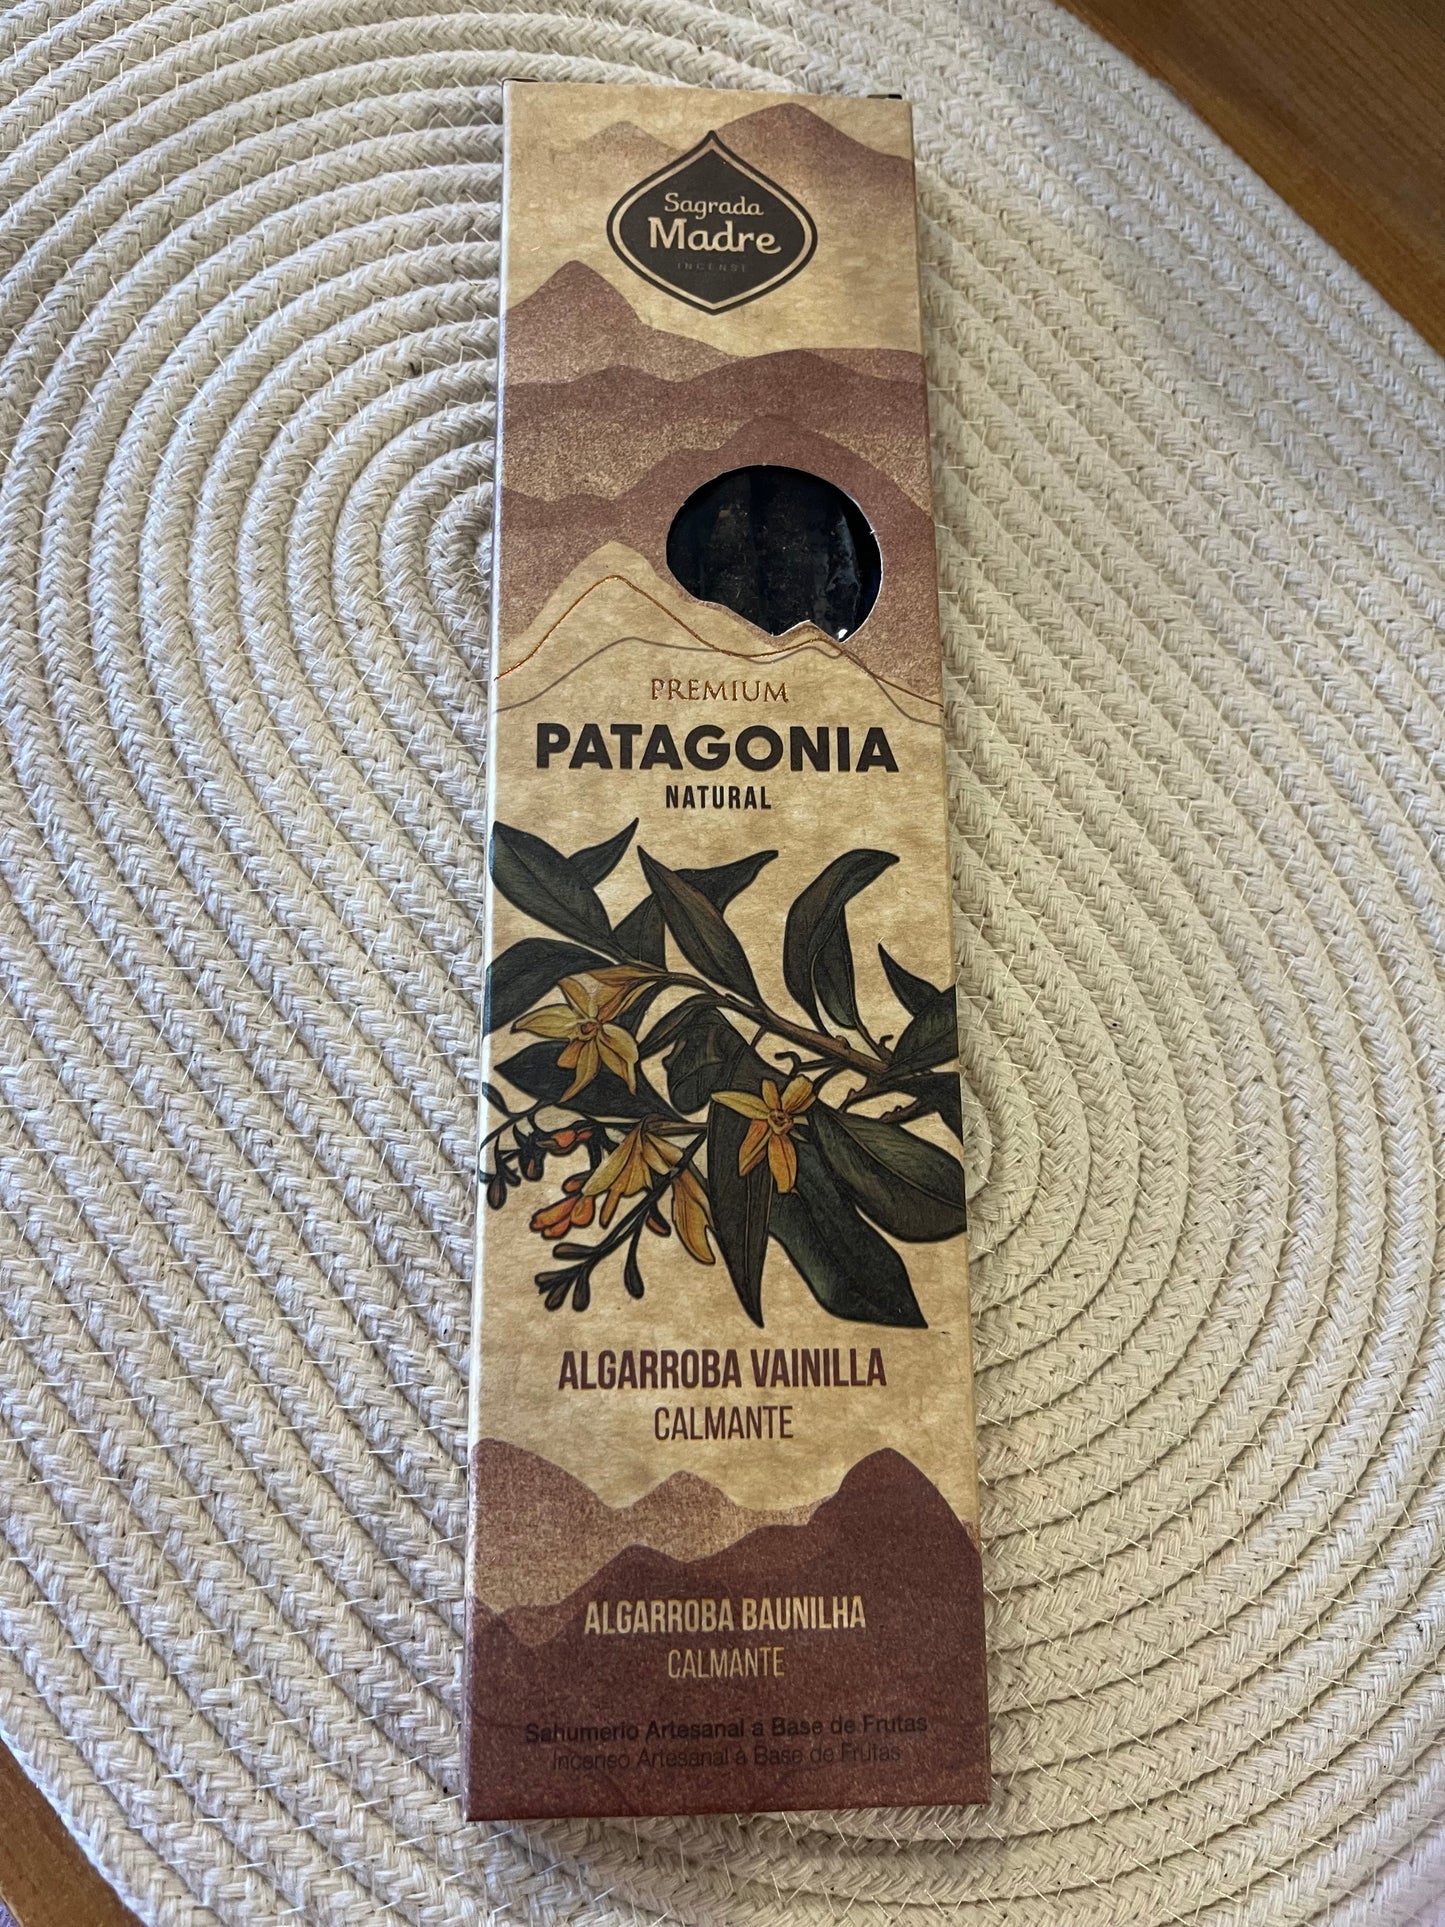 Sagrada
Madre
INCENSE
PREMIUM
PATAGONIA
NATURAL
ALGARROBA VAINILLA
CALMANTE
ALGARROBA BAUNILHA
CALMANTE
Sahumerio Artesanal a Base de Frutas
Incenso Artesanal á Base de Frutas